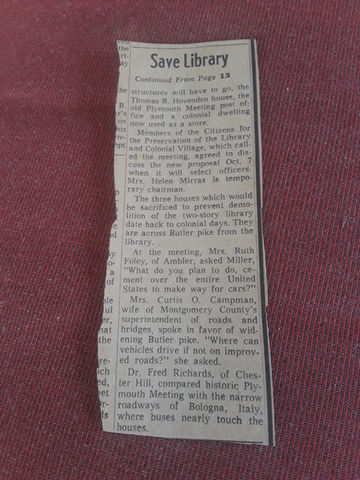 Save Library
Continued From Page 13
structures will have to go, the
Thomas R. Hovenden house, the
old Plymouth Meeting post of-
fice and a colonial dwelling
now used as a store.
Members of the Citizens for
the Preservation of the Library
and Colonial Village, which call-
ed the meeting, agreed to dis-
cuss the new proposal Oct. 7
when it will select officers.
Mrs. Helen Mirras is tempo-
rary chairman.
The three houses which would
be sacrificed to prevent demo-
lition of the two-story library
date back to colonial days. They
are across Butler pike from the
library.
At the meeting, Mrs. Ruth
Foley, of Ambler, asked Miller,
"What do you plan to do, ce-
ment over the entire United
States to make way for cars?"
Mrs. Curtis O. Campman,
wife of Montgomery County's
superintendent of roads and
bridges, spoke in favor of wid-
ening Butler pike. "Where can
vehicles drive if not on improv-
ed roads?" she asked.
Dr. Fred Richards, of Ches-
ter Hill, compared historic Ply-
mouth Meeting with the narrow
roadways of Bologna, Italy,
where buses nearly touch the
houses.